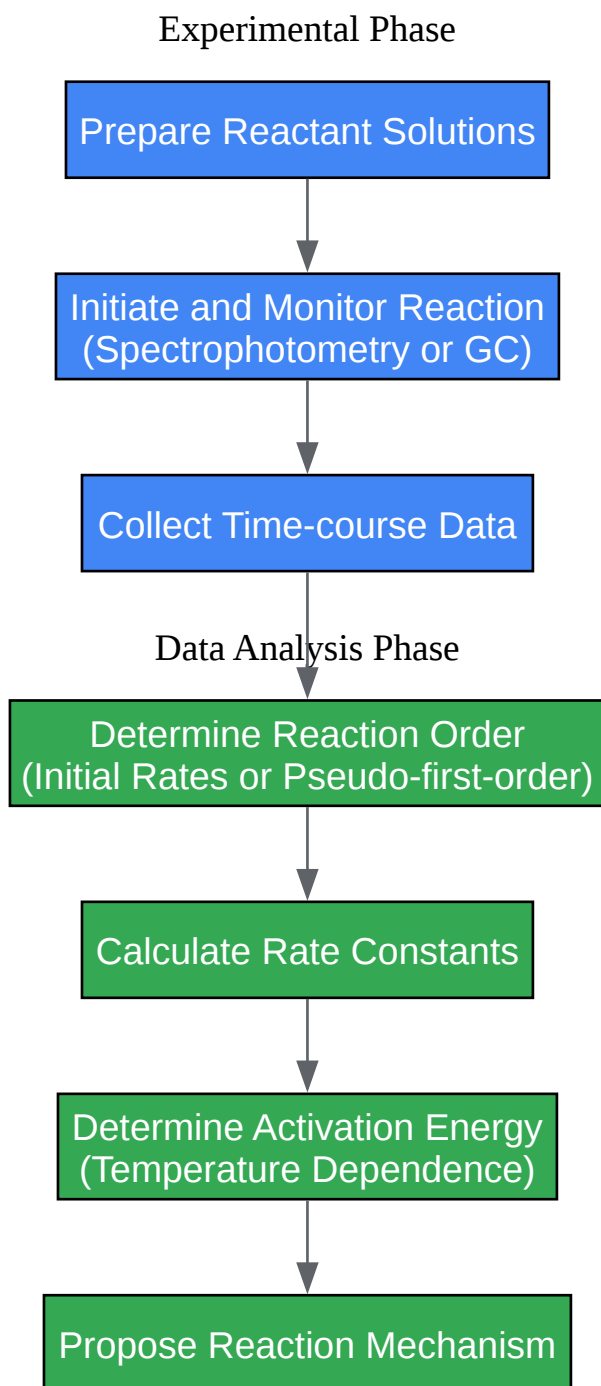 Experimental Phase
Prepare Reactant Solutions
Initiate and Monitor Reaction
(Spectrophotometry or GC)
Collect Time-course Data
Data Analysis Phase
Determine Reaction Order
(Initial Rates or Pseudo-first-order)
Calculate Rate Constants
Determine Activation Energy
(Temperature Dependence)
Propose Reaction Mechanism